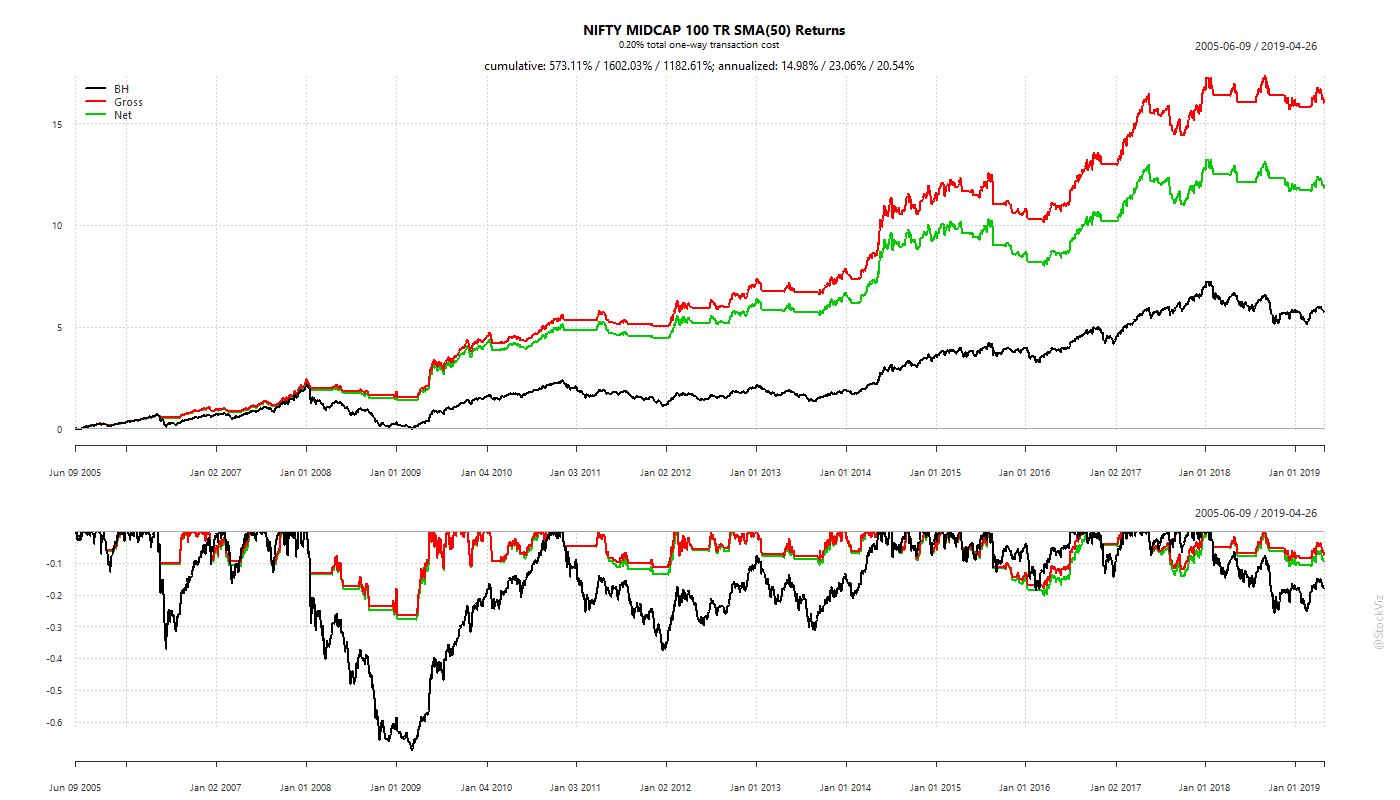 NIFTY MIDCAP 100 TR SMA(50) Returns
0.20% total one-way transaction cost
2005-06-09 / 2019-04-26
cumulative: 573.11% / 1602.03% / 1182.61%; annualized: 14.98% / 23.06% / 20.54%
BH
Gross
Net
15
10
5
0
Jun 09 2005 Jan 02 2007 Jan 01 2008 Jan 01 2009 Jan 04 2010 Jan 03 2011 Jan 02 2012 Jan 01 2013 Jan 01 2014 Jan 01 2015 Jan 01 2016 Jan 02 2017 Jan 01 2018 Jan 01 2019
2005-06-09 / 2019-04-26
-0.1
-0.2
-0.3
-0.4
-0.5
-0.6
Jun 09 2005 Jan 02 2007 Jan 01 2008 Jan 01 2009 Jan 04 2010 Jan 03 2011 Jan 02 2012 Jan 01 2013 Jan 01 2014 Jan 01 2015 Jan 01 2016 Jan 02 2017 Jan 01 2018 Jan 01 2019
@StockViz